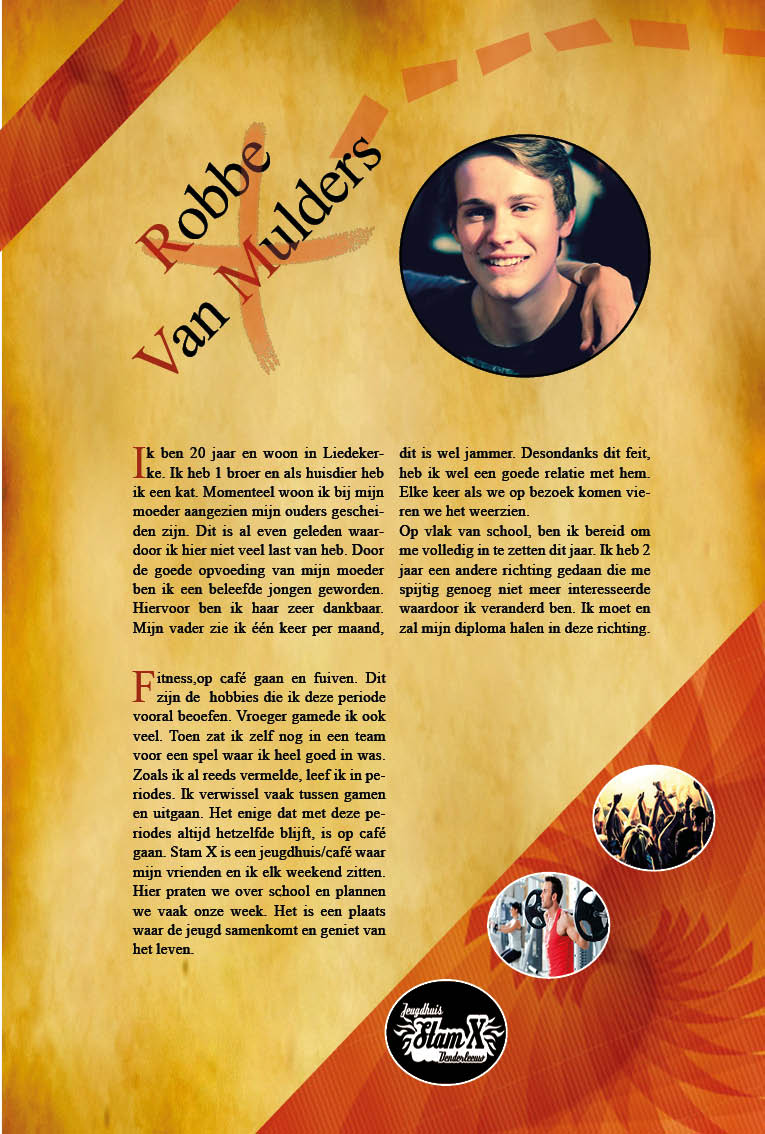 Robbe
Van Mulders
Ik ben 20 jaar en woon in Liedeker-
ke. Ik heb 1 broer en als huisdier heb
ik een kat. Momenteel woon ik bij mijn
moeder aangezien mijn ouders geschei-
den zijn. Dit is al even geleden waar-
door ik hier niet veel last van heb. Door
de goede opvoeding van mijn moeder
ben ik een beleefde jongen geworden.
Hiervoor ben ik haar zeer dankbaar.
Mijn vader zie ik één keer per maand,
dit is wel jammer. Desondanks dit feit,
heb ik wel een goede relatie met hem.
Elke keer als we op bezoek komen vie-
ren we het weerzien.
Op vlak van school, ben ik bereid om
me volledig in te zetten dit jaar. Ik heb 2
jaar een andere richting gedaan die me
spijtig genoeg niet meer interesseerde
waardoor ik veranderd ben. Ik moet en
zal mijn diploma halen in deze richting.
Fitness,op café gaan en fuiven. Dit
zijn de hobbies die ik deze periode
vooral beoefen. Vroeger gamede ik ook
veel. Toen zat ik zelf nog in een team
voor een spel waar ik heel goed in was.
Zoals ik al reeds vermelde, leef ik in pe-
riodes. Ik verwissel vaak tussen gamen
en uitgaan. Het enige dat met deze pe-
riodes altijd hetzelfde blijft, is op café
gaan. Stam X is een jeugdhuis/café waar
mijn vrienden en ik elk weekend zitten.
Hier praten we over school en plannen
we vaak onze week. Het is een plaats
waar de jeugd samenkomt en geniet van
het leven.
Jeugdhuis
Stam X
Denderleeuw